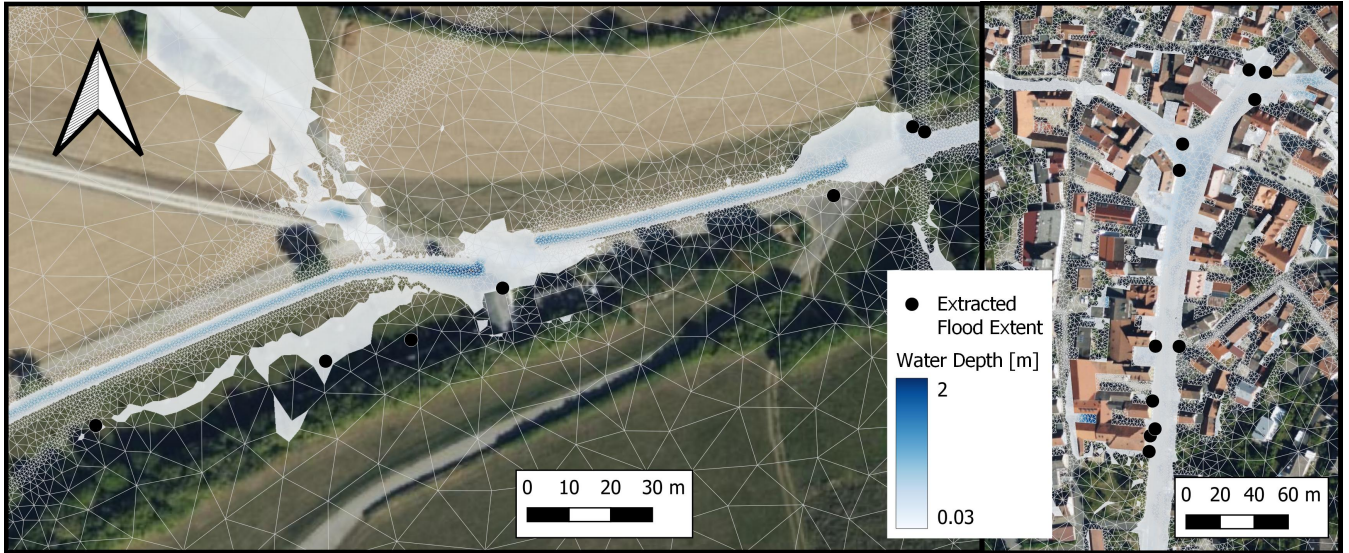 Extracted
Flood Extent
Water Depth [m]
2
0.03
0 10 20 30 m
0 20 40 60 m